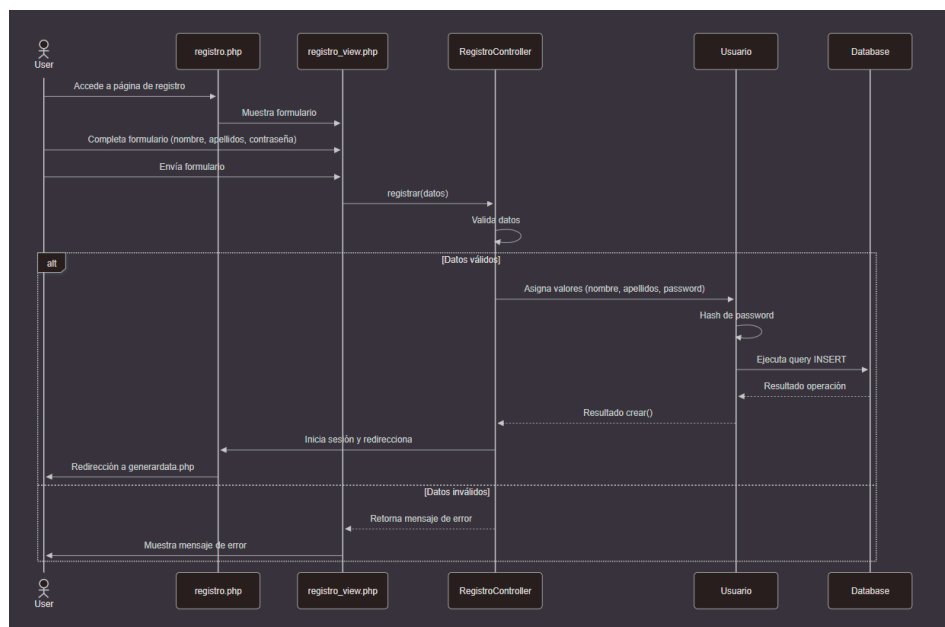 User
registro.php
registro_view.php
RegistroController
Usuario
Database
Accede a página de registro
Muestra formulario
Completa formulario (nombre, apellidos, contraseña)
Envía formulario
registrar(datos)
Valida datos
alt
[Datos válidos]
Asigna valores (nombre, apellidos, password)
Hash de password
Ejecuta query INSERT
Resultado operación
Resultado crear()
Inicia sesión y redirecciona
Redirección a generardata.php
[Datos inválidos]
Retorna mensaje de error
Muestra mensaje de error
User
registro.php
registro_view.php
RegistroController
Usuario
Database